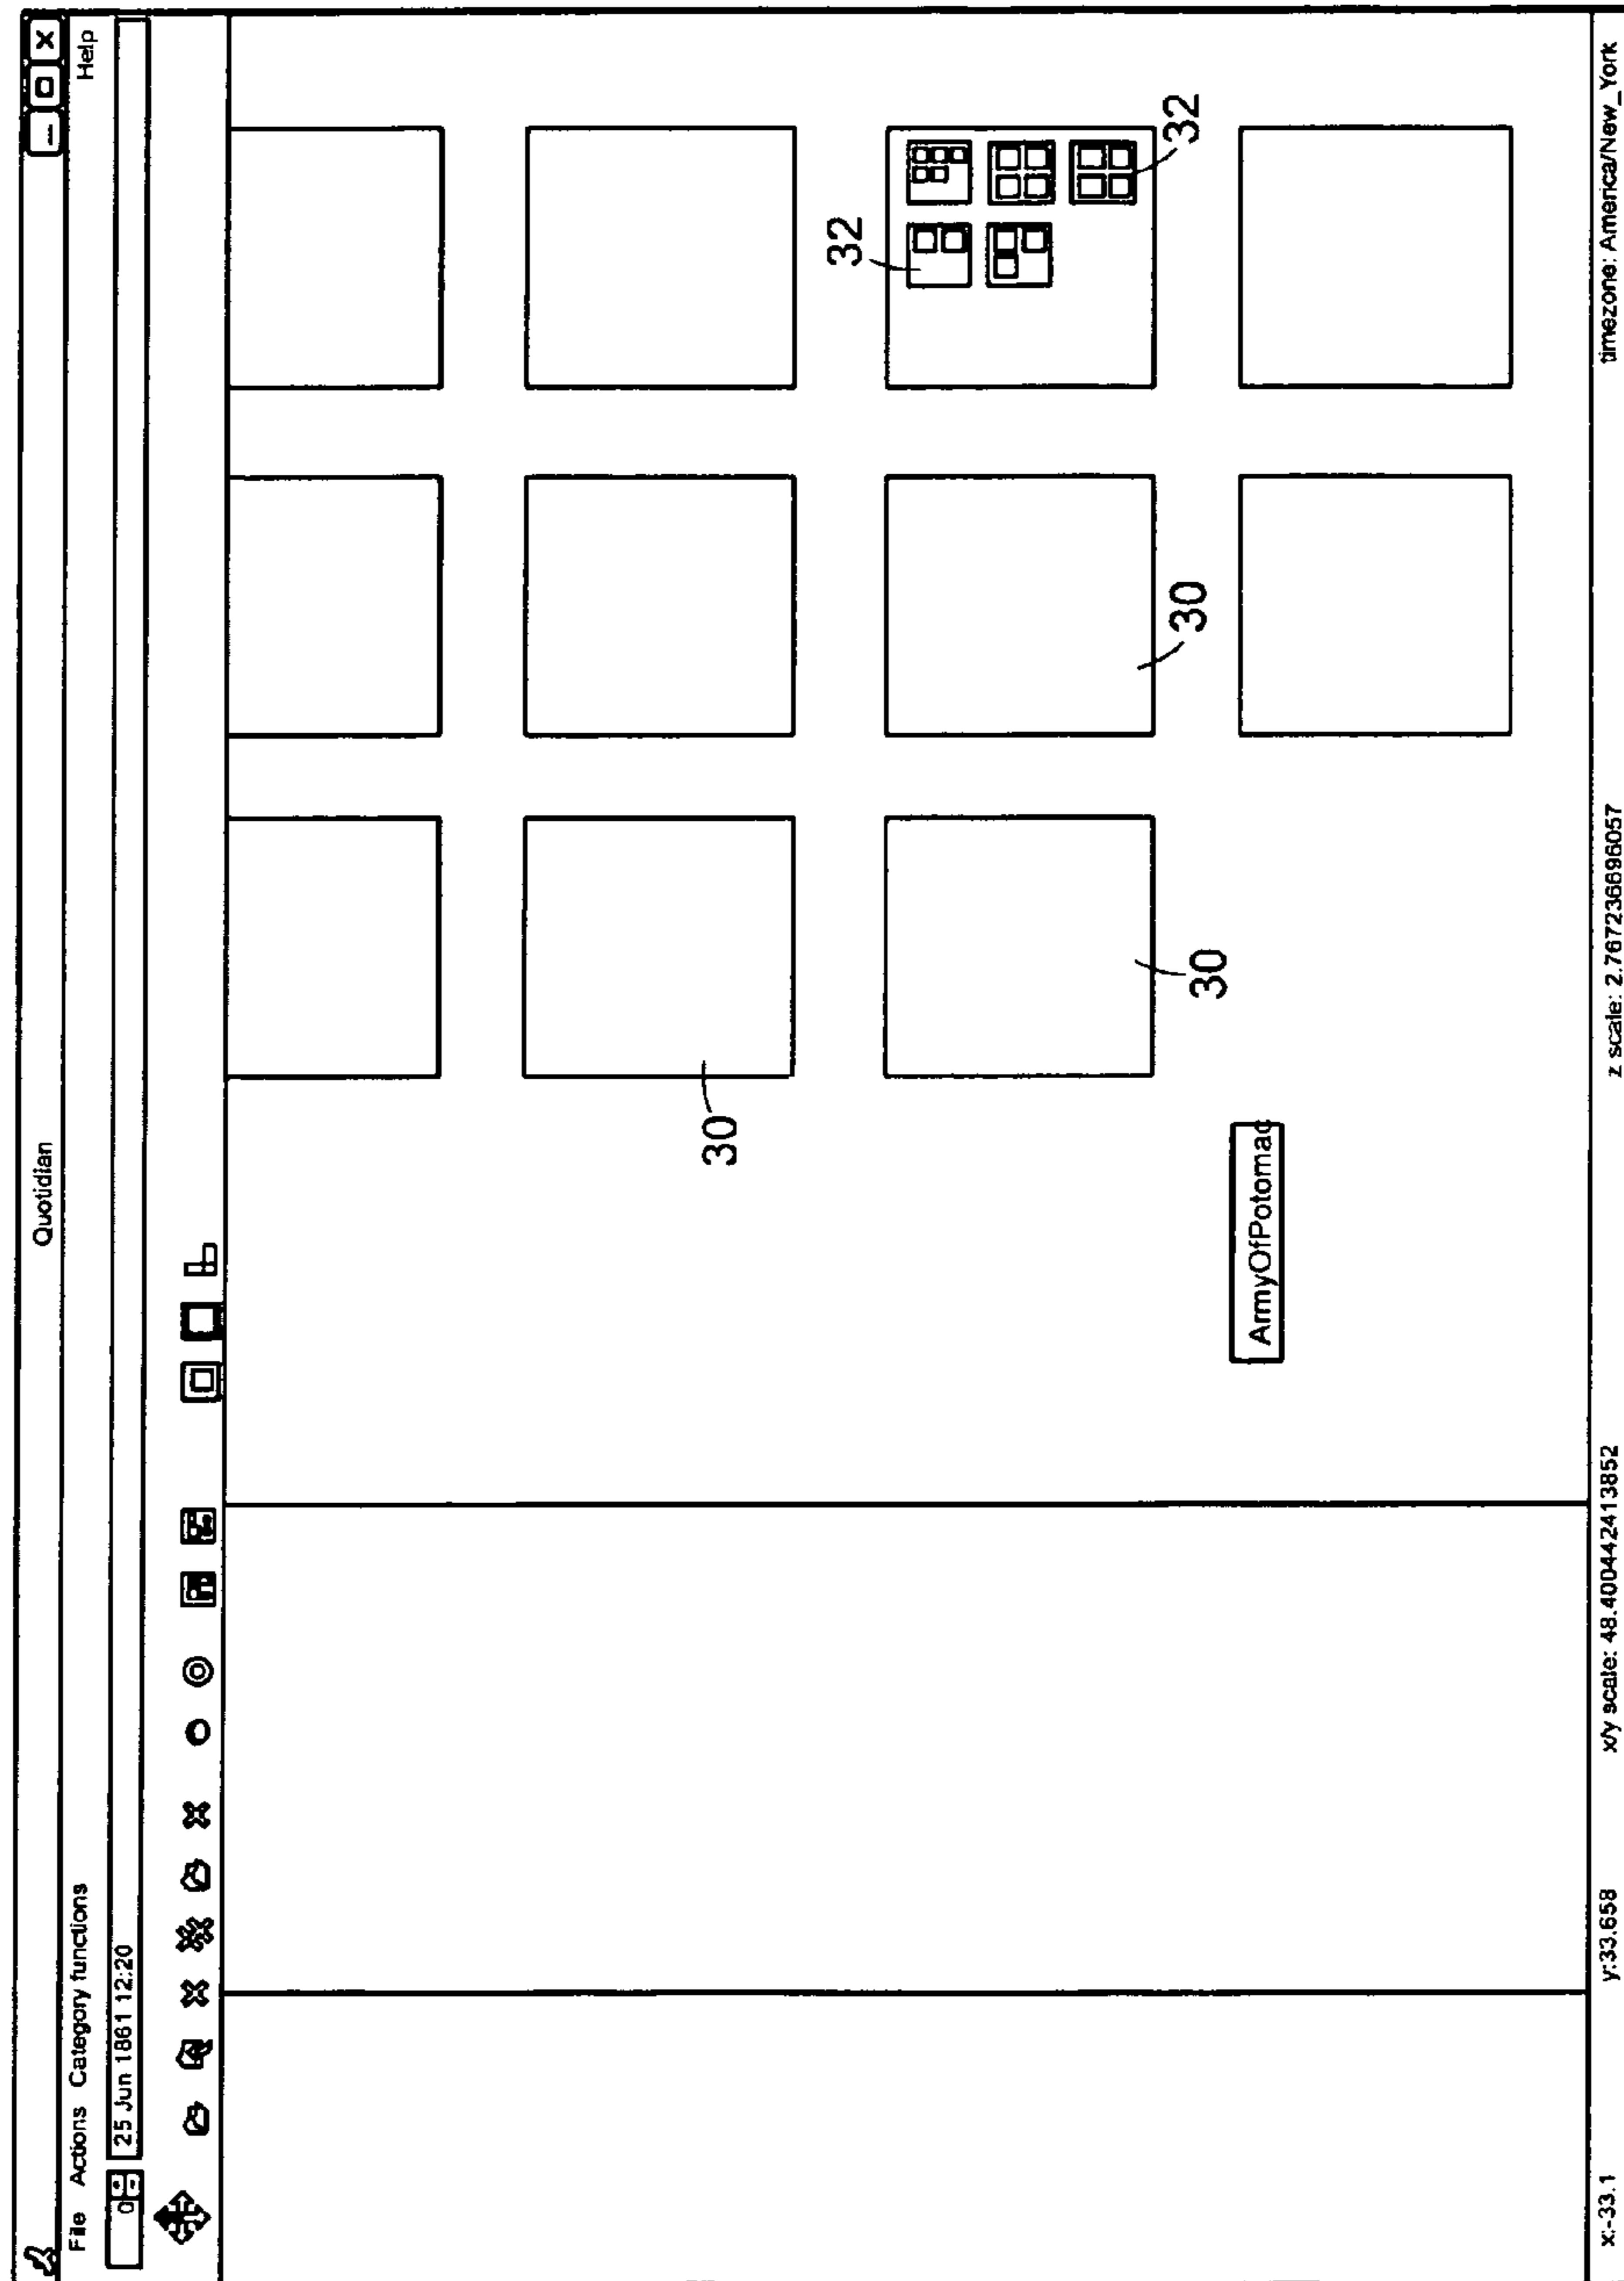 Quotidian
File Actions Category functions Help
0 25 Jun 1861 12:20
32
32
30
30
30
ArmyOfPotomac
x:-33.1 y:33.658 x/y scale: 48.400442413852 z scale: 2.767236696057 timezone: America/New_York